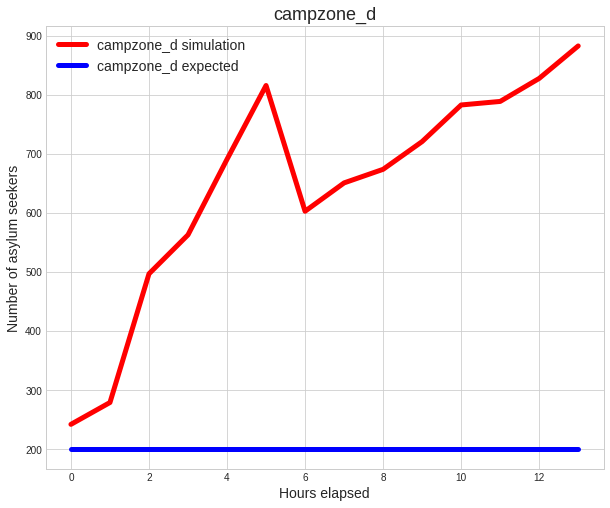 campzone_d
campzone_d simulation
campzone_d expected
900
800
700
600
500
400
300
200
Number of asylum seekers
0 2 4 6 8 10 12
Hours elapsed